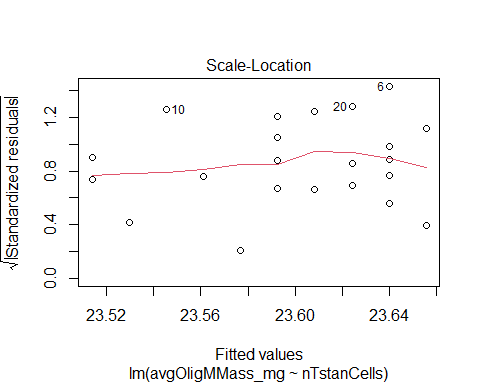 Scale-Location
√|Standardized residuals|
0.0 0.4 0.8 1.2
6
10
20
23.52 23.56 23.60 23.64
Fitted values
lm(avgOligMMass_mg ~ nTstanCells)